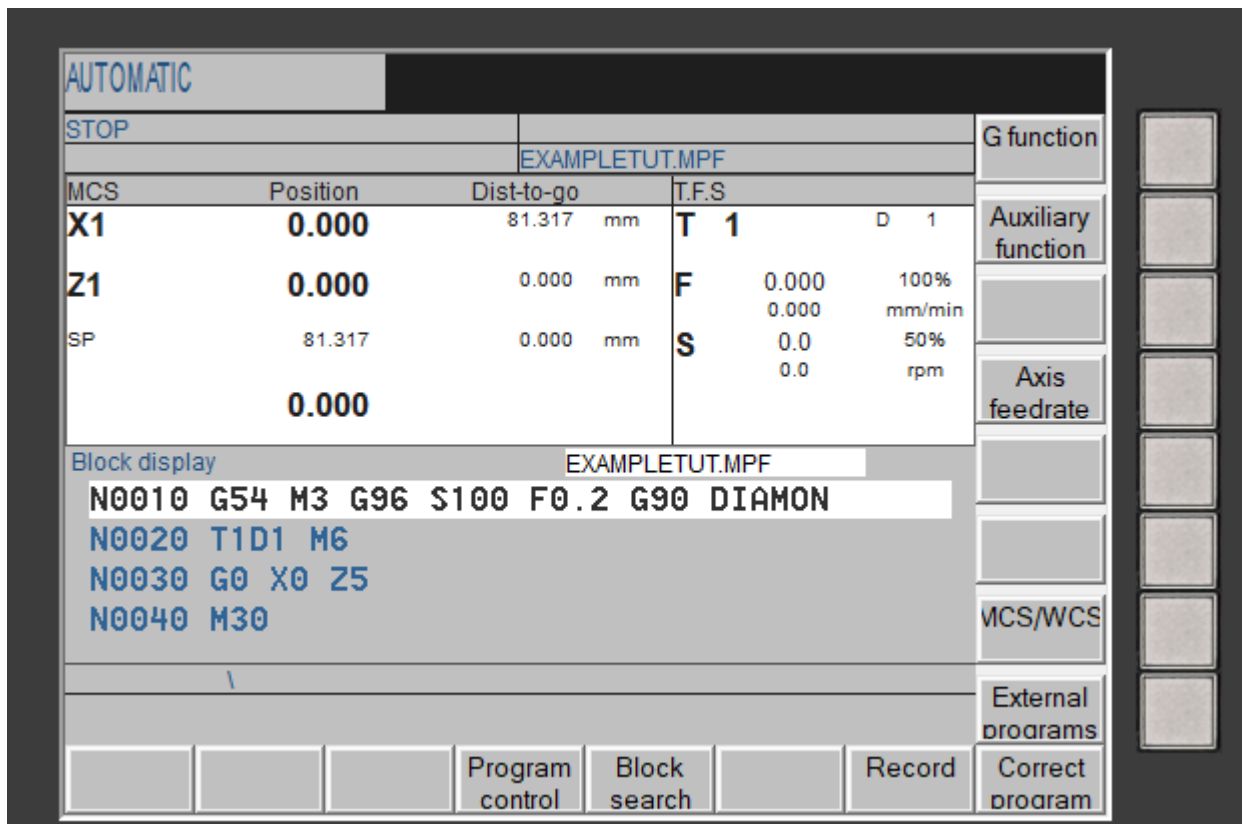 AUTOMATIC
STOP
EXAMPLETUT.MPF
MCS Position Dist-to-go T.F.S
X1 0.000 81.317 mm T 1 D 1
Z1 0.000 0.000 mm F 0.000 100%
0.000 mm/min
SP 81.317 0.000 mm S 0.0 50%
0.0 rpm
0.000
Block display EXAMPLETUT.MPF
N0010 G54 M3 G96 S100 F0.2 G90 DIAMON
N0020 T1D1 M6
N0030 G0 X0 Z5
N0040 M30
\
G function
Auxiliary
function
Axis
feedrate
MCS/WCS
External
programs
Program
control
Block
search
Record
Correct
program